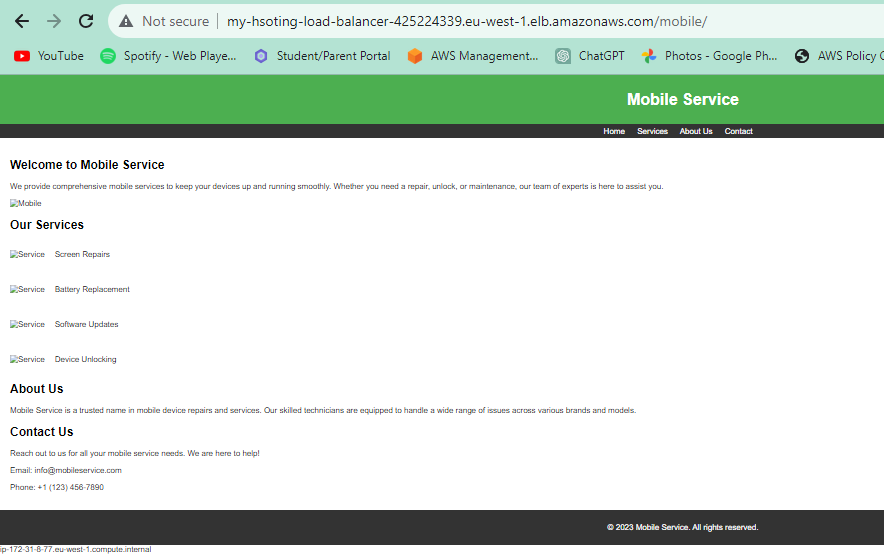 Not secure | my-hsoting-load-balancer-425224339.eu-west-1.elb.amazonaws.com/mobile/
YouTube Spotify - Web Playe... Student/Parent Portal AWS Management... ChatGPT Photos - Google Ph... AWS Policy
Mobile Service
Home Services About Us Contact
Welcome to Mobile Service
We provide comprehensive mobile services to keep your devices up and running smoothly. Whether you need a repair, unlock, or maintenance, our team of experts is here to assist you.
Mobile
Our Services
Service Screen Repairs
Service Battery Replacement
Service Software Updates
Service Device Unlocking
About Us
Mobile Service is a trusted name in mobile device repairs and services. Our skilled technicians are equipped to handle a wide range of issues across various brands and models.
Contact Us
Reach out to us for all your mobile service needs. We are here to help!
Email: info@mobileservice.com
Phone: +1 (123) 456-7890
© 2023 Mobile Service. All rights reserved.
ip-172-31-8-77.eu-west-1.compute.internal